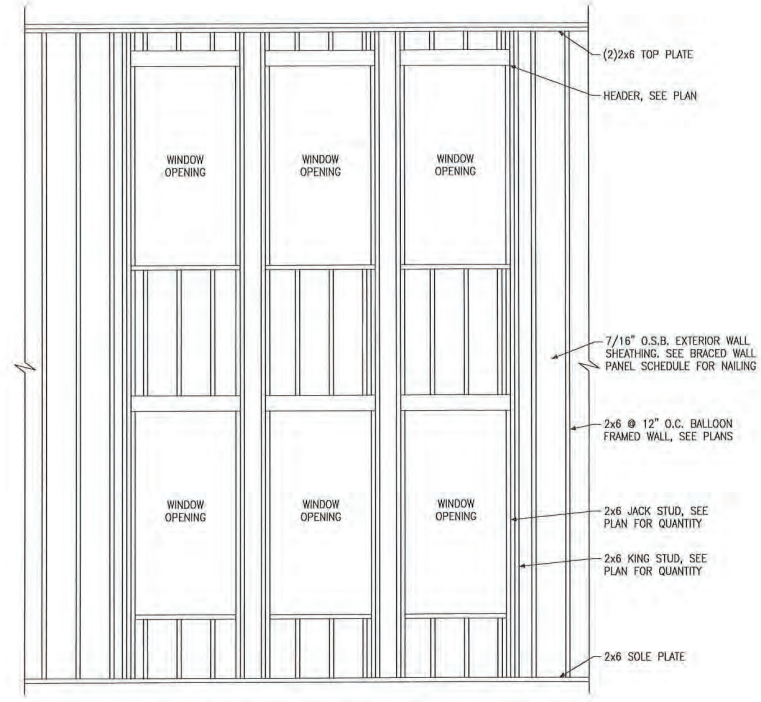 (2)2x6 TOP PLATE
HEADER, SEE PLAN
WINDOW
OPENING
WINDOW
OPENING
WINDOW
OPENING
7/16" O.S.B. EXTERIOR WALL
SHEATHING. SEE BRACED WALL
PANEL SCHEDULE FOR NAILING
2x6 @ 12" O.C. BALLOON
FRAMED WALL, SEE PLANS
WINDOW
OPENING
WINDOW
OPENING
WINDOW
OPENING
2x6 JACK STUD, SEE
PLAN FOR QUANTITY
2x6 KING STUD, SEE
PLAN FOR QUANTITY
2x6 SOLE PLATE